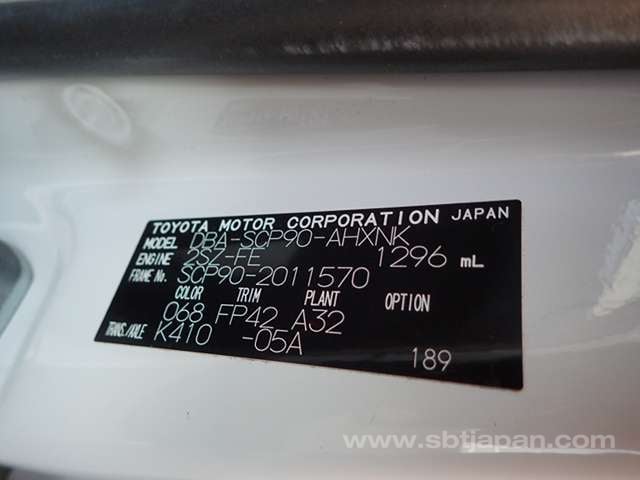 TOYOTA MOTOR CORPORATION JAPAN
MODEL DBA-SCP90-AHXNK
ENGINE 2SZ-FE 1296 mL
FRAME No. SCP90-2011570
COLOR TRIM PLANT OPTION
068 FP42 A32
TRANS./AXLE K410 -05A
189
www.sbtjapan.com